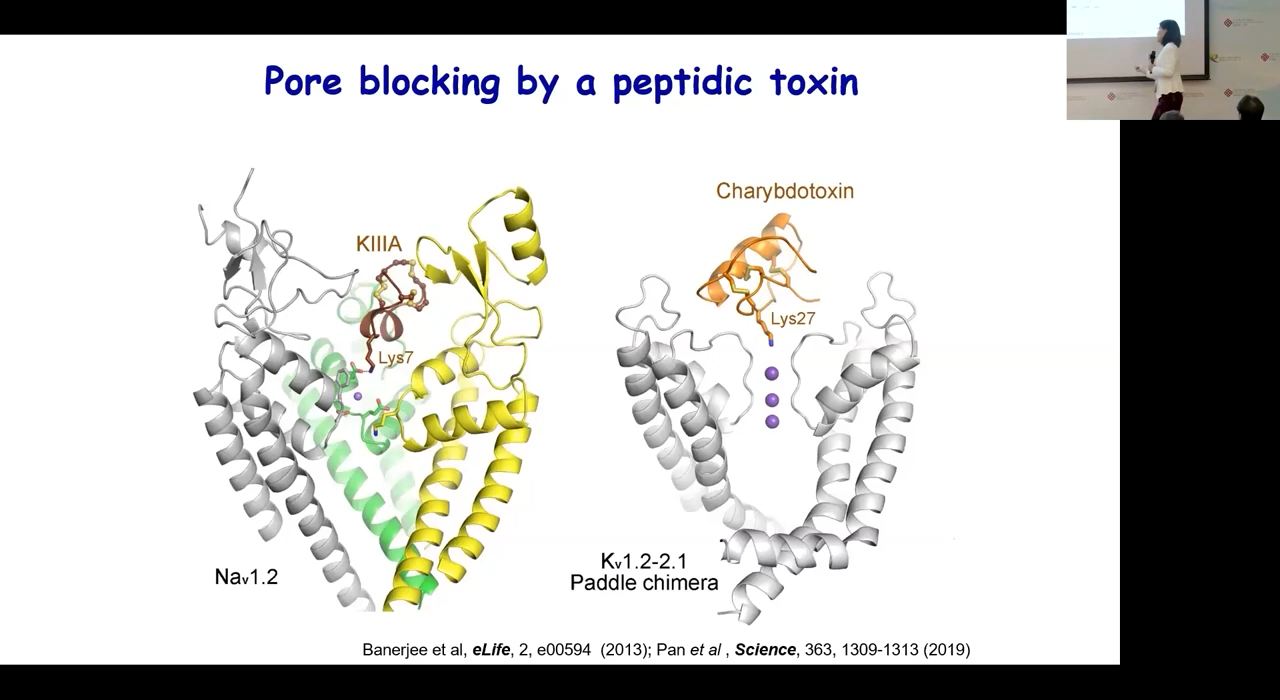 Pore blocking by a peptidic toxin
Charybdotoxin
KIIIA
Lys27
Lys7
Kv1.2-2.1
Paddle chimera
Nav1.2
Banerjee et al, eLife, 2, e00594 (2013); Pan et al , Science, 363, 1309-1313 (2019)